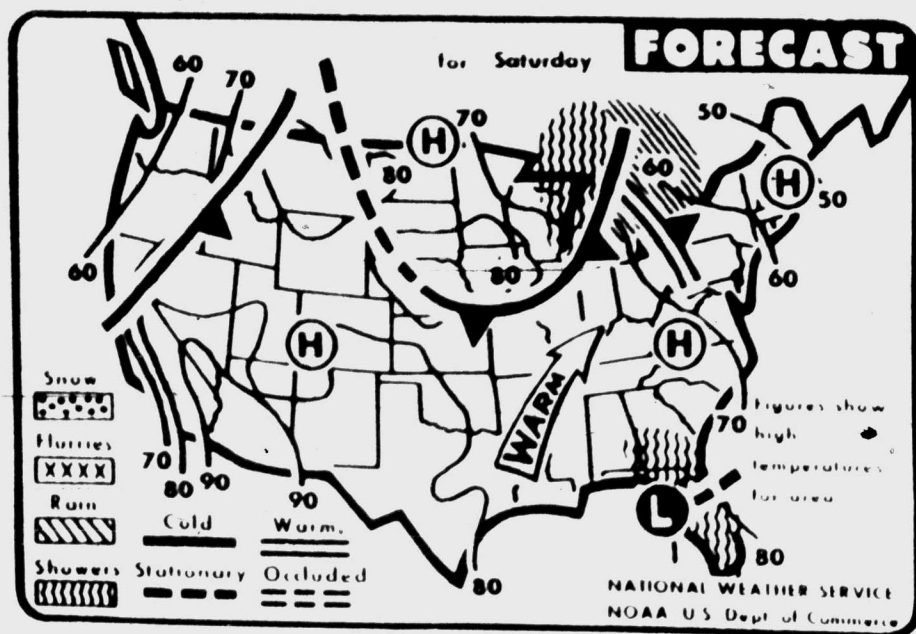 FORECAST
for Saturday
60
70
H
70
50
80
60
H
50
60
80
60
H
H
WARM
Snow
70
Figures show
Flurries
high
XXXX
70
80
90
90
temperatures
for area
Rain
L
Cold
Warm
80
Showers
Stationary
Occluded
80
NATIONAL WEATHER SERVICE
NOAA U S Dept of Commerce